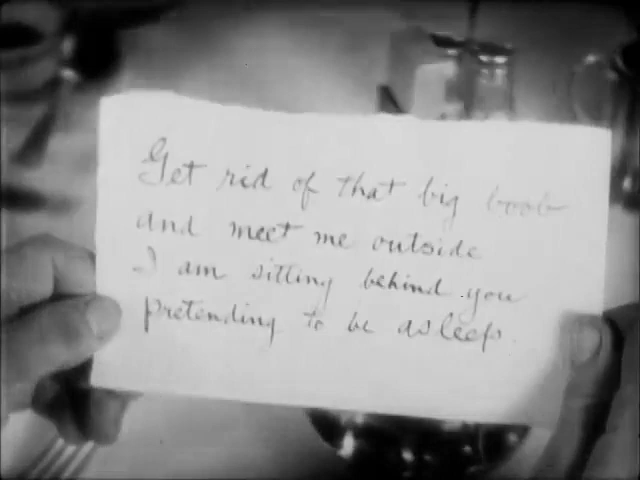 Get rid of that big boob
and meet me outside
I am sitting behind you
pretending to be asleep.